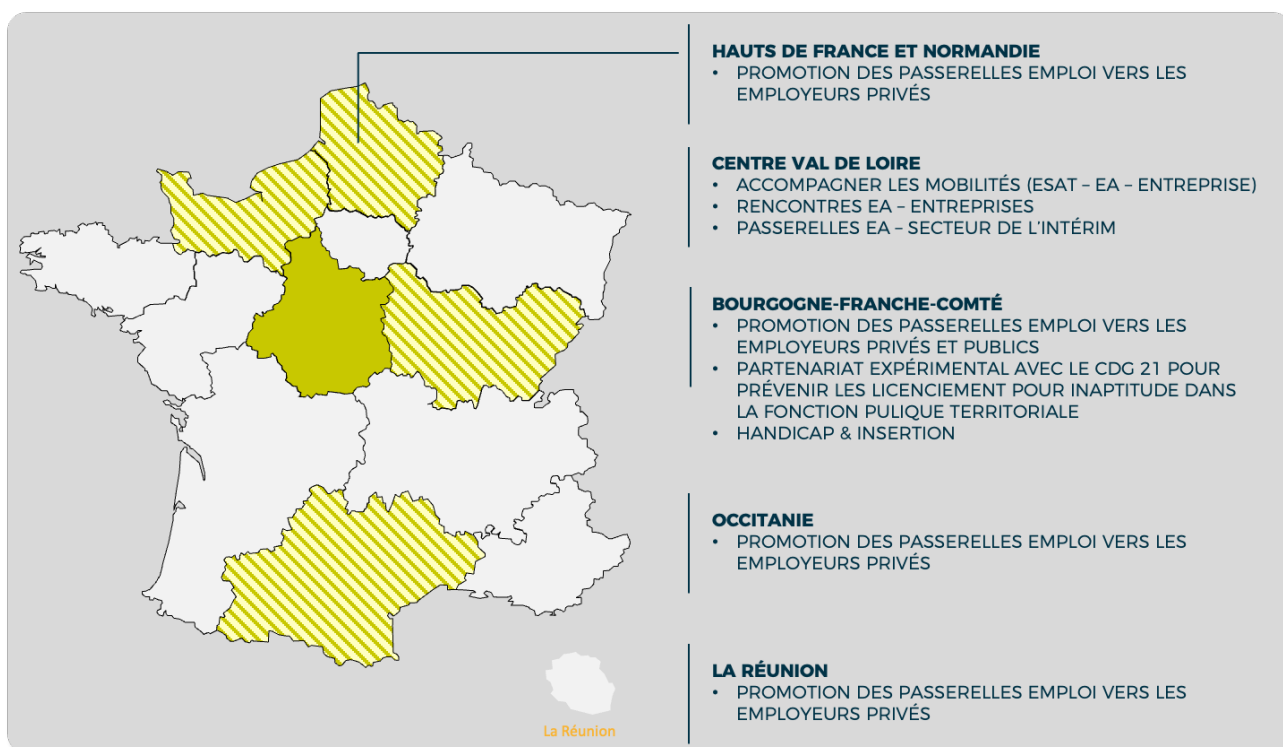 HAUTS DE FRANCE ET NORMANDIE
• PROMOTION DES PASSERELLES EMPLOI VERS LES
EMPLOYEURS PRIVÉS
CENTRE VAL DE LOIRE
• ACCOMPAGNER LES MOBILITÉS (ESAT – EA – ENTREPRISE)
• RENCONTRES EA – ENTREPRISES
• PASSERELLES EA – SECTEUR DE L'INTÉRIM
BOURGOGNE-FRANCHE-COMTÉ
• PROMOTION DES PASSERELLES EMPLOI VERS LES
EMPLOYEURS PRIVÉS ET PUBLICS
• PARTENARIAT EXPÉRIMENTAL AVEC LE CDG 21 POUR
PRÉVENIR LES LICENCIEMENT POUR INAPTITUDE DANS
LA FONCTION PULIQUE TERRITORIALE
• HANDICAP & INSERTION
OCCITANIE
• PROMOTION DES PASSERELLES EMPLOI VERS LES
EMPLOYEURS PRIVÉS
LA RÉUNION
• PROMOTION DES PASSERELLES EMPLOI VERS LES
EMPLOYEURS PRIVÉS
La Réunion